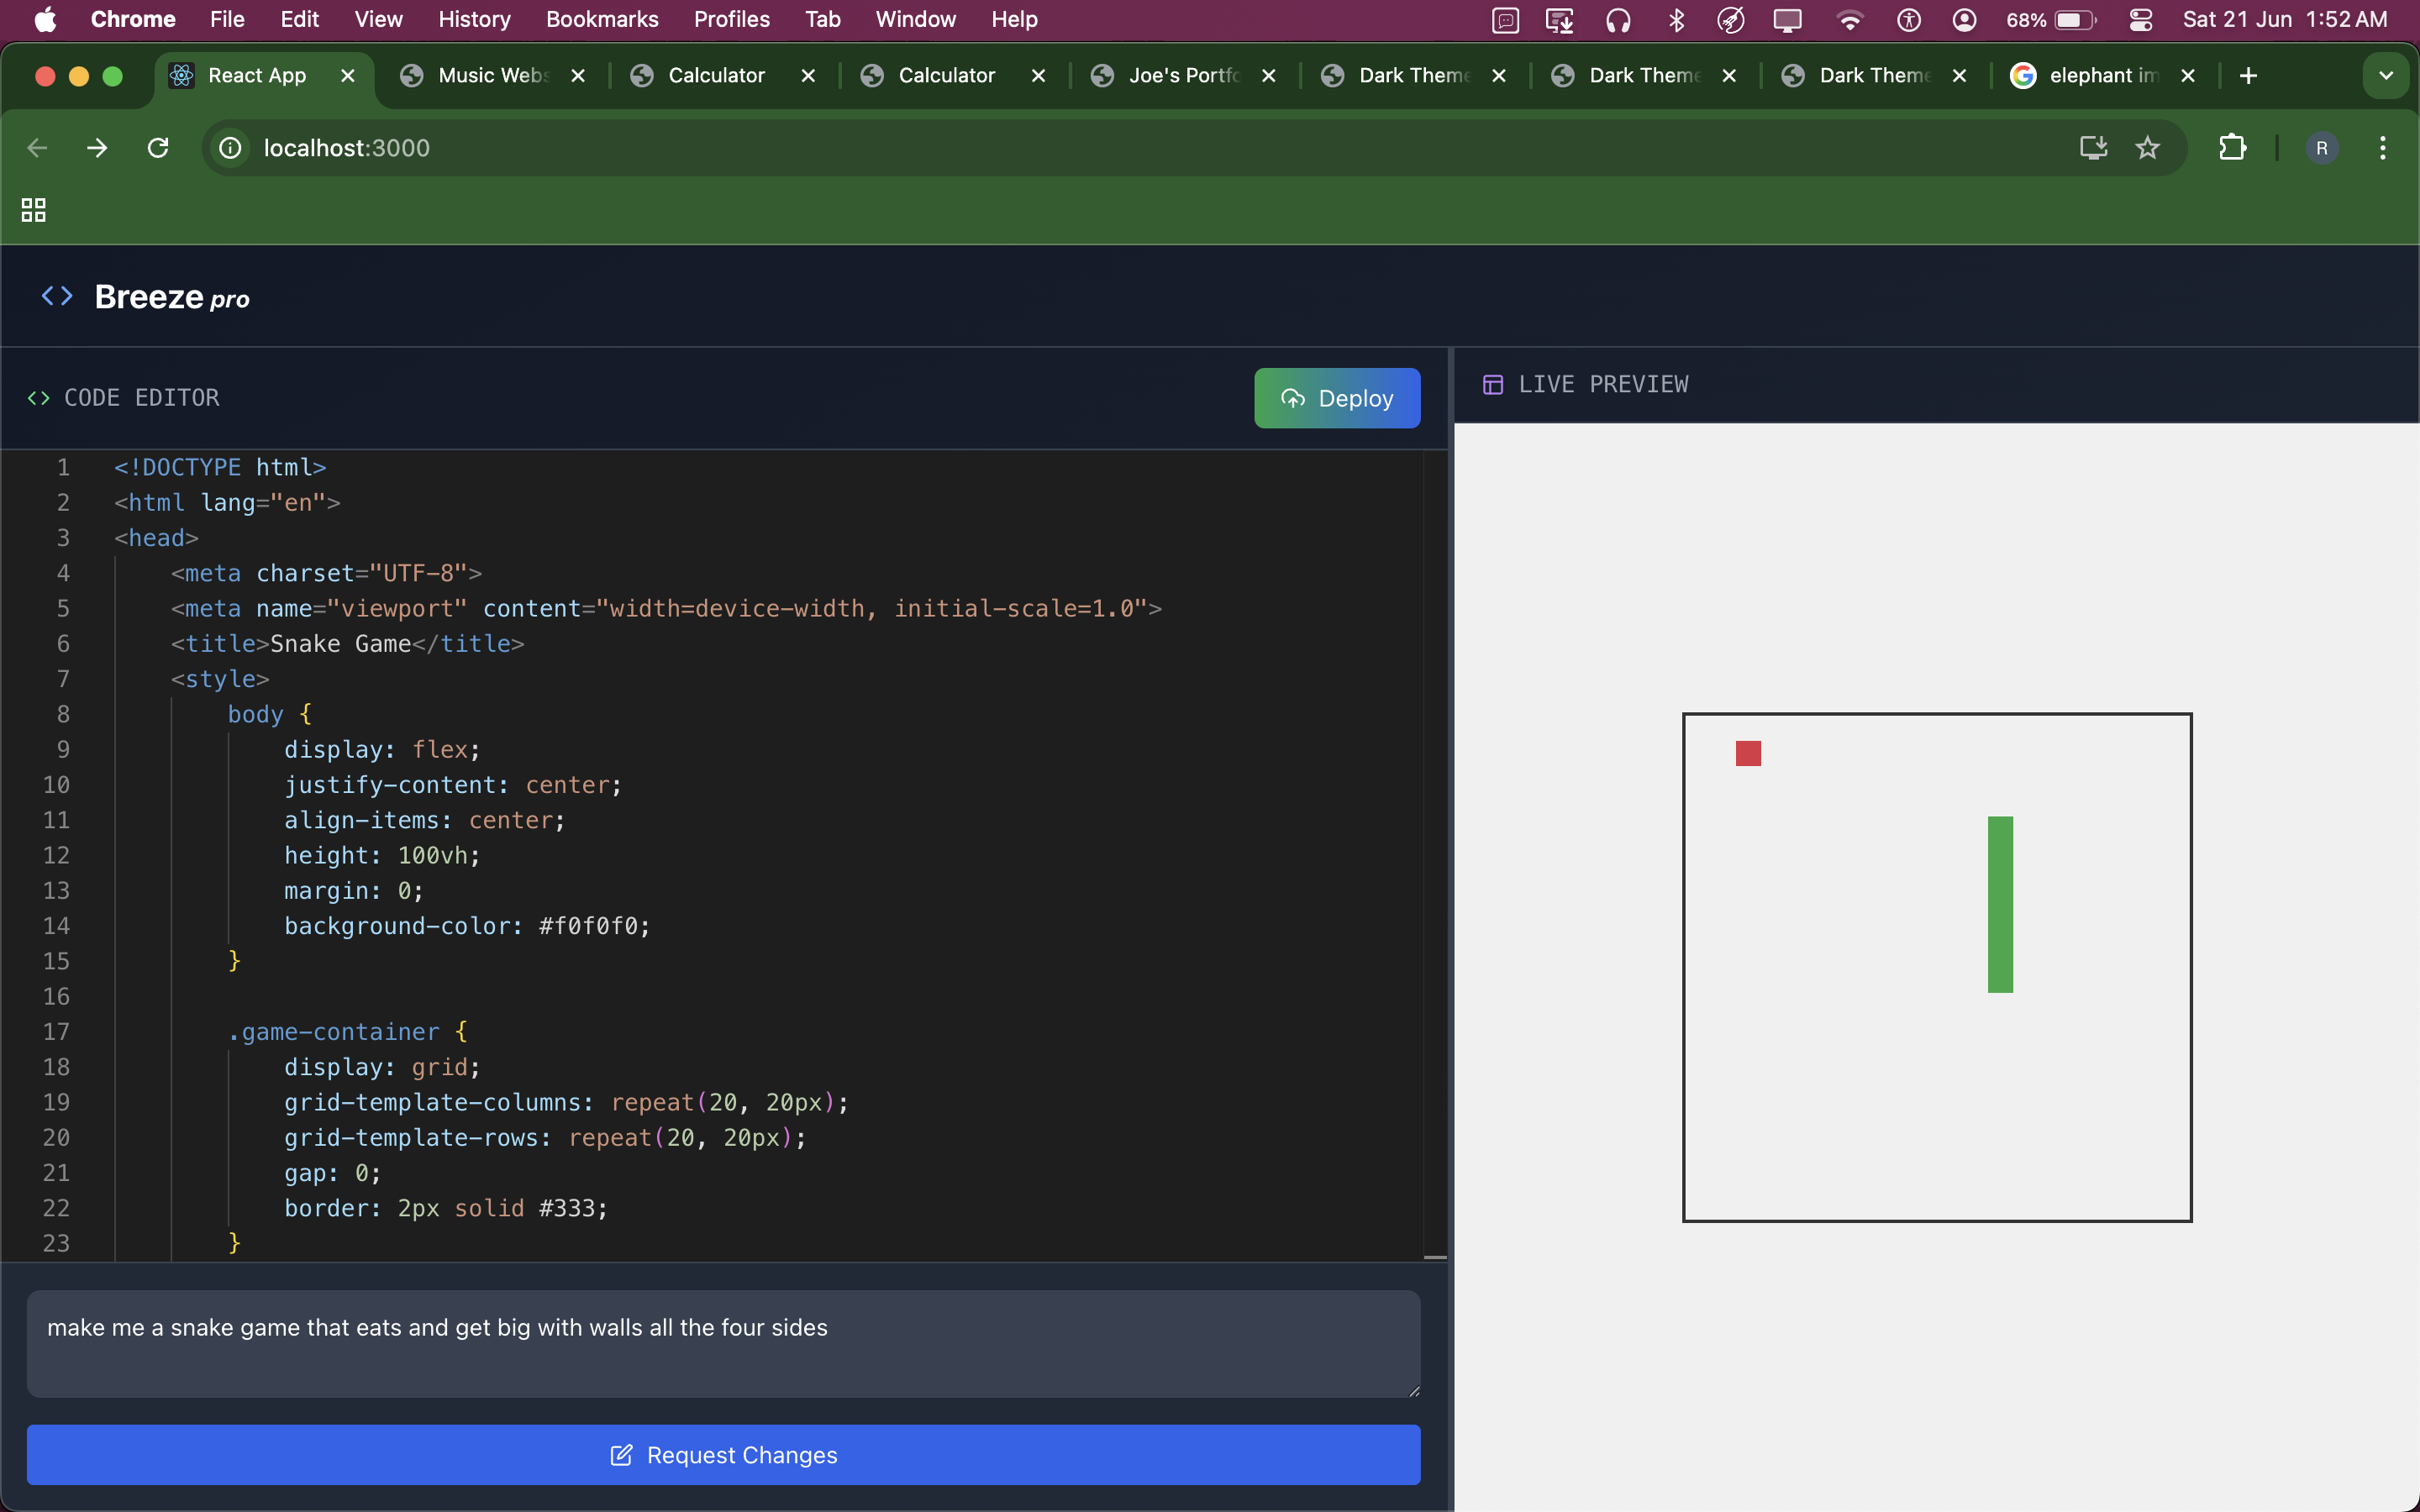 Chrome File Edit View History Bookmarks Profiles Tab Window Help 68% Sat 21 Jun 1:52 AM
React App Music Webs Calculator Calculator Joe's Portfo Dark Theme Dark Theme Dark Theme elephant im
localhost:3000 R
Breeze pro
CODE EDITOR
Deploy
1 <!DOCTYPE html>
2 <html lang="en">
3 <head>
4 <meta charset="UTF-8">
5 <meta name="viewport" content="width=device-width, initial-scale=1.0">
6 <title>Snake Game</title>
7 <style>
8 body {
9 display: flex;
10 justify-content: center;
11 align-items: center;
12 height: 100vh;
13 margin: 0;
14 background-color: #f0f0f0;
15 }
16
17 .game-container {
18 display: grid;
19 grid-template-columns: repeat(20, 20px);
20 grid-template-rows: repeat(20, 20px);
21 gap: 0;
22 border: 2px solid #333;
23 }
make me a snake game that eats and get big with walls all the four sides
Request Changes
LIVE PREVIEW